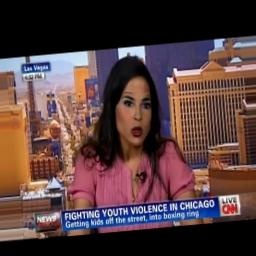 Las Vegas
4:52 PM
FIGHTING YOUTH VIOLENCE IN CHICAGO
Getting kids off the street, into boxing ring
LIVE
CNN
NEWS